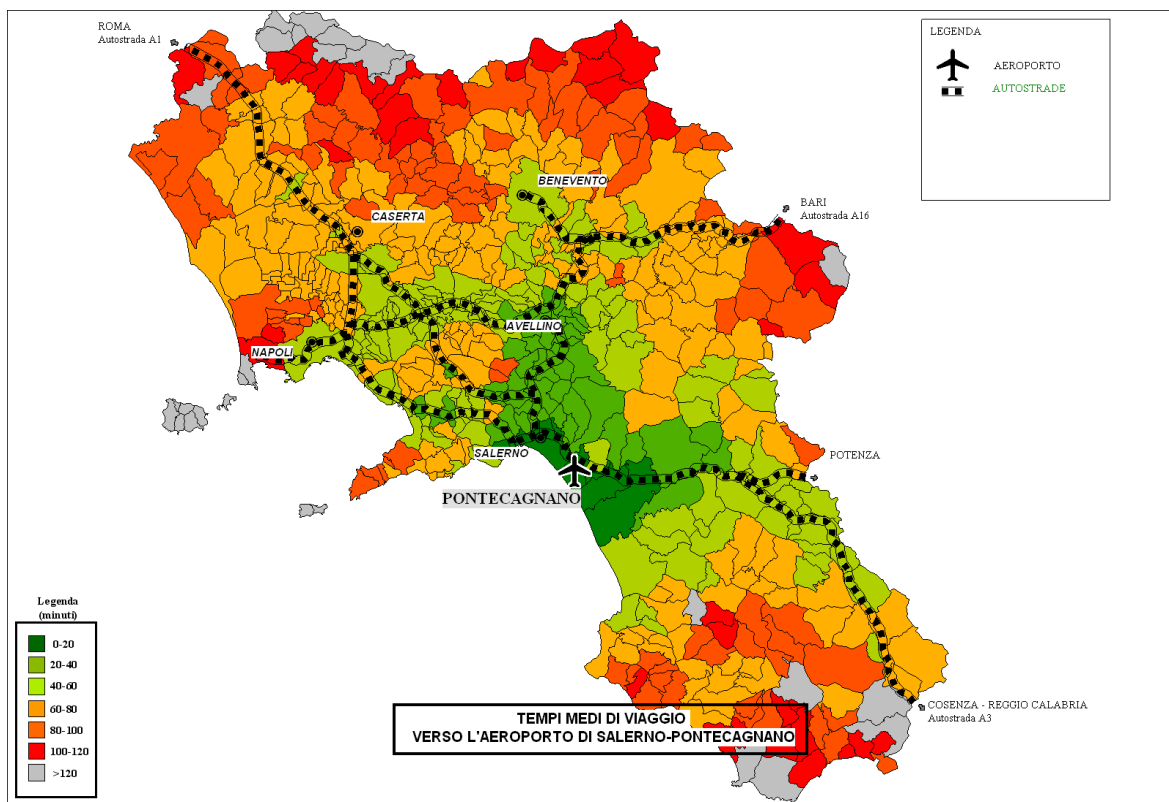 ROMA
Autostrada A1
LEGENDA
AEROPORTO
AUTOSTRADE
BENEVENTO
BARI
Autostrada A16
CASERTA
AVELLINO
NAPOLI
SALERNO
POTENZA
PONTECAGNANO
Legenda
(minuti)
0-20
20-40
40-60
60-80
80-100
100-120
>120
COSENZA - REGGIO CALABRIA
Autostrada A3
TEMPI MEDI DI VIAGGIO
VERSO L'AEROPORTO DI SALERNO-PONTECAGNANO